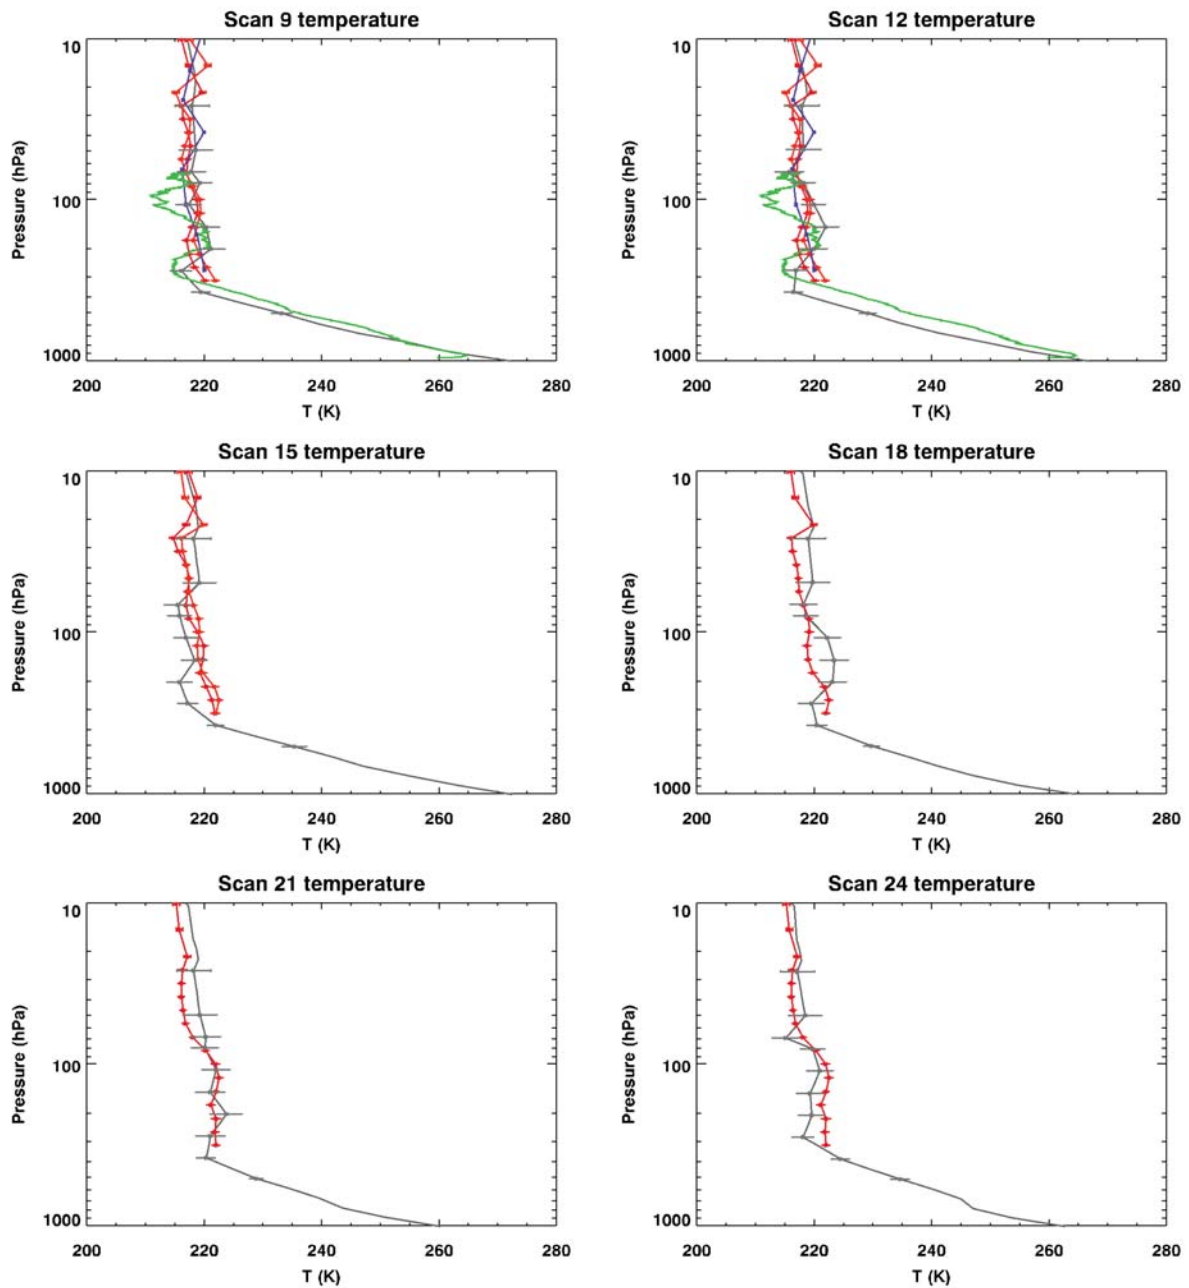 Scan 9 temperature
Scan 12 temperature
10
100
1000
Pressure (hPa)
200 220 240 260 280
T (K)
10
100
1000
Pressure (hPa)
200 220 240 260 280
T (K)
Scan 15 temperature
Scan 18 temperature
10
100
1000
Pressure (hPa)
200 220 240 260 280
T (K)
10
100
1000
Pressure (hPa)
200 220 240 260 280
T (K)
Scan 21 temperature
Scan 24 temperature
10
100
1000
Pressure (hPa)
200 220 240 260 280
T (K)
10
100
1000
Pressure (hPa)
200 220 240 260 280
T (K)